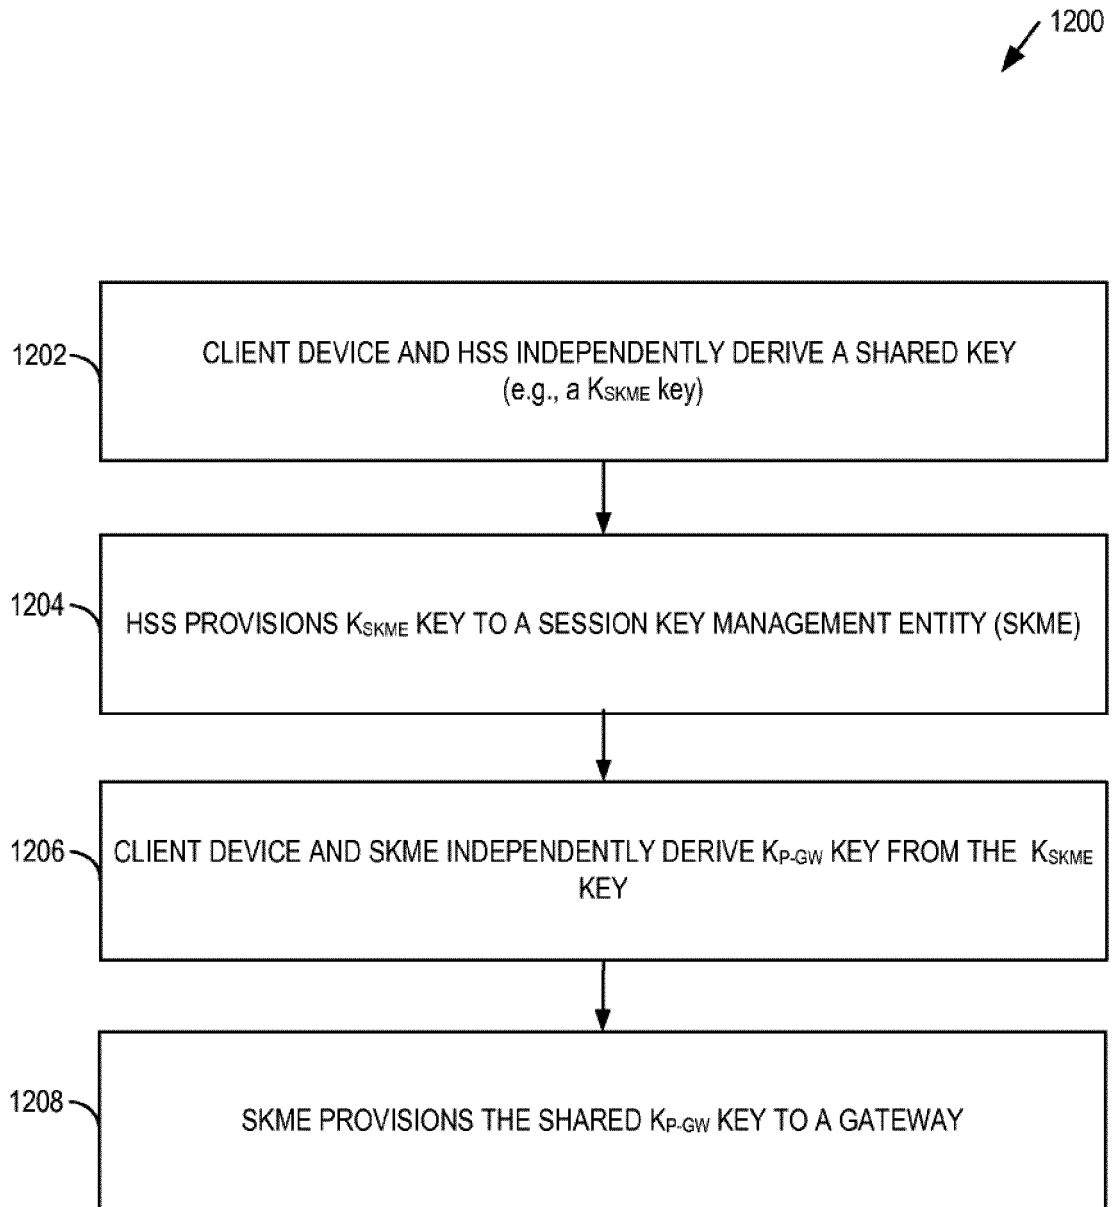 1200
1202
CLIENT DEVICE AND HSS INDEPENDENTLY DERIVE A SHARED KEY
(e.g., a KSKME key)
1204
HSS PROVISIONS KSKME KEY TO A SESSION KEY MANAGEMENT ENTITY (SKME)
1206
CLIENT DEVICE AND SKME INDEPENDENTLY DERIVE KP-GW KEY FROM THE KSKME
KEY
1208
SKME PROVISIONS THE SHARED KP-GW KEY TO A GATEWAY